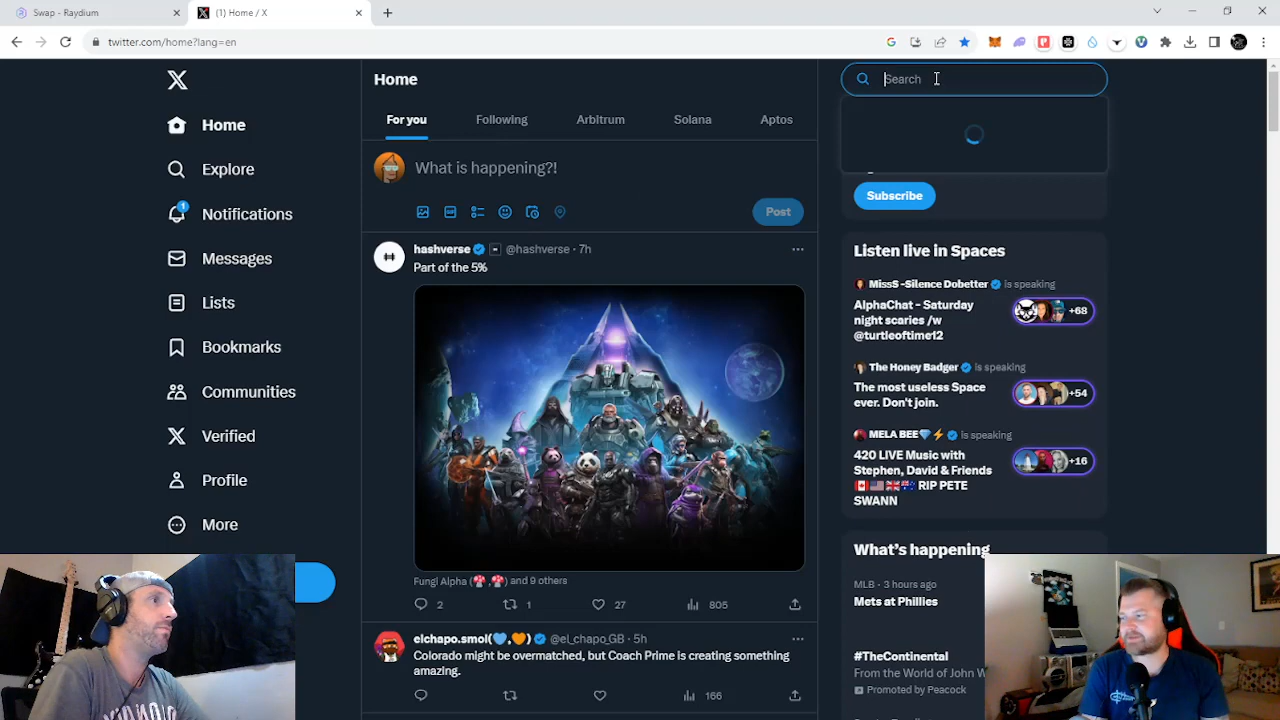 Swap - Raydium
(1) Home / X
twitter.com/home?lang=en
Home
Explore
1
Notifications
Messages
Lists
Bookmarks
Communities
Verified
Profile
More
Home
For you
Following
Arbitrum
Solana
Aptos
What is happening?!
Post
hashverse @hashverse · 7h
Part of the 5%
Fungl Alpha (🍄,🍄) and 9 others
2
1
27
805
elchapo.smol(💙,🧡) @el_chapo_GB · 5h
Colorado might be overmatched, but Coach Prime is creating something
amazing.
166
Search
Subscribe
Listen live in Spaces
MissS -Silence Dobetter is speaking
AlphaChat - Saturday
night scaries /w
@turtleoftime12
+68
The Honey Badger is speaking
The most useless Space
ever. Don't join.
+54
MELA BEE💎⚡ is speaking
420 LIVE Music with
Stephen, David & Friends
🇨🇦🇺🇸🇬🇧🇦🇺 RIP PETE
SWANN
+16
What's happening
MLB · 3 hours ago
Mets at Phillies
#TheContinental
From the World of John W
Promoted by Peacock